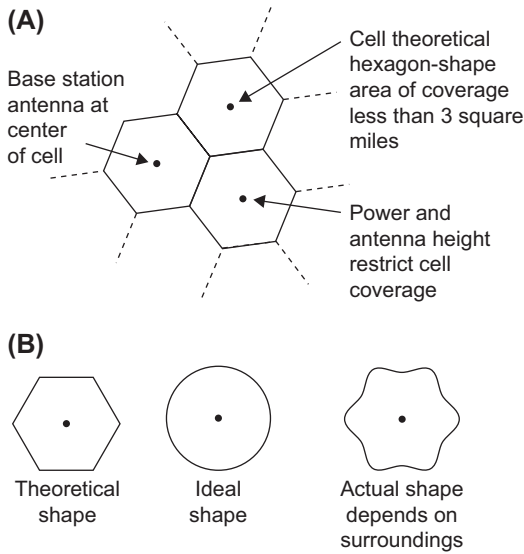 (A)
Base station
antenna at
center
of cell
Cell theoretical
hexagon-shape
area of coverage
less than 3 square
miles
Power and
antenna height
restrict cell
coverage
(B)
Theoretical
shape
Ideal
shape
Actual shape
depends on
surroundings